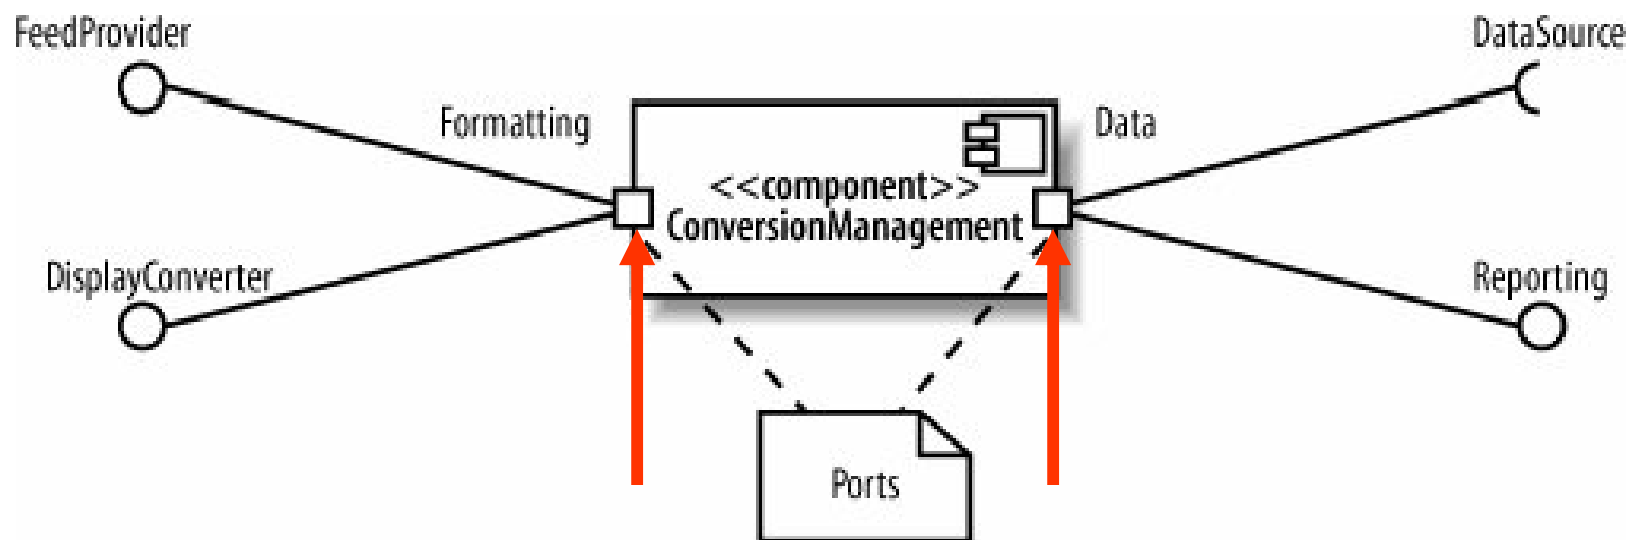 FeedProvider
DataSource
Formatting
Data
<<component>>
ConversionManagement
DisplayConverter
Reporting
Ports